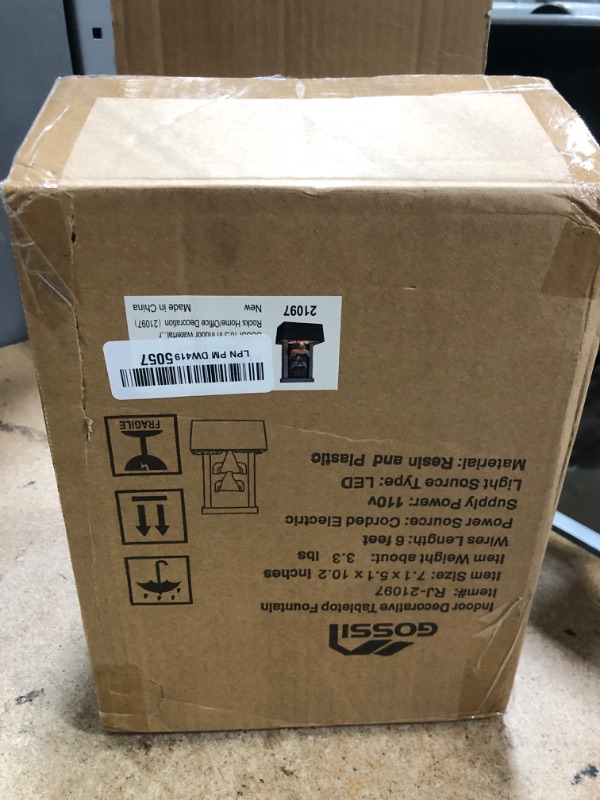 GOSSI
Indoor Decorative Tabletop Fountain
Item#: RJ-21097
Item Size: 7.1 x 5.1 x 10.2 Inches
Item Weight about: 3.3 lbs
Wires Length: 6 feet
Power Source: Corded Electric
Supply Power: 110v
Light Source Type: LED
Material: Resin and Plastic
FRAGILE
LPN PM DW419 5057
Rocks Home/Office Decoration (21097)
New
Made in China
21097